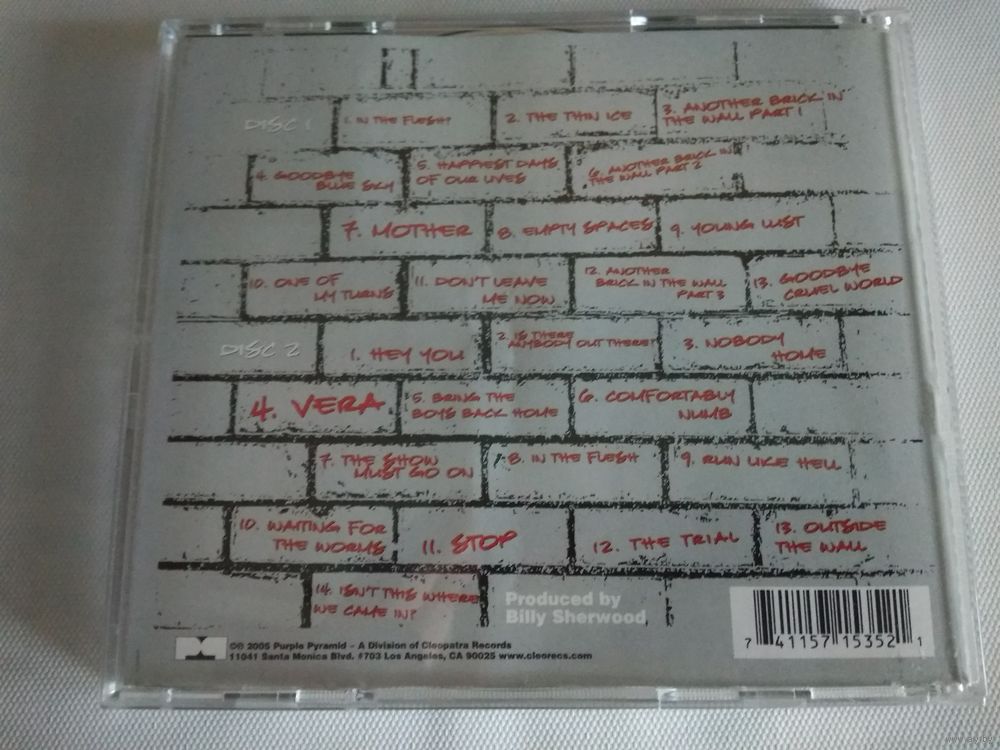 DISC 1
1. IN THE FLESH?
2. THE THIN ICE
3. ANOTHER BRICK IN
THE WALL PART 1
4. GOODBYE
BLUE SKY
5. HAPPIEST DAYS
OF OUR LIVES
6. ANOTHER BRICK IN
THE WALL PART 2
7. MOTHER
8. EMPTY SPACES
9. YOUNG LUST
10. ONE OF
MY TURNS
11. DON'T LEAVE
ME NOW
12. ANOTHER
BRICK IN THE WALL
PART 3
13. GOODBYE
CRUEL WORLD
DISC 2
1. HEY YOU
2. IS THERE
ANYBODY OUT THERE?
3. NOBODY
HOME
4. VERA
5. BRING THE
BOYS BACK HOME
6. COMFORTABLY
NUMB
7. THE SHOW
MUST GO ON
8. IN THE FLESH
9. RUN LIKE HELL
10. WAITING FOR
THE WORMS
11. STOP
12. THE TRIAL
13. OUTSIDE
THE WALL
14. ISN'T THIS WHERE
WE CAME IN?
Produced by
Billy Sherwood
©℗ 2005 Purple Pyramid - A Division of Cleopatra Records
11041 Santa Monica Blvd. #703 Los Angeles, CA 90025 www.cleorecs.com
7 41157 15352 1